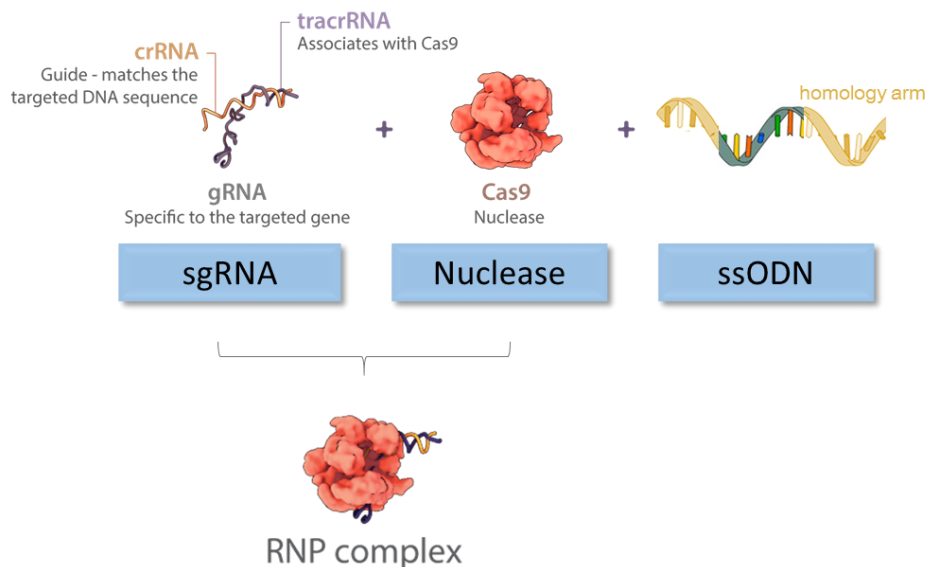 tracrRNA
Associates with Cas9
crRNA
Guide - matches the
targeted DNA sequence
homology arm
+
+
gRNA
Specific to the targeted gene
Cas9
Nuclease
sgRNA
Nuclease
ssODN
RNP complex